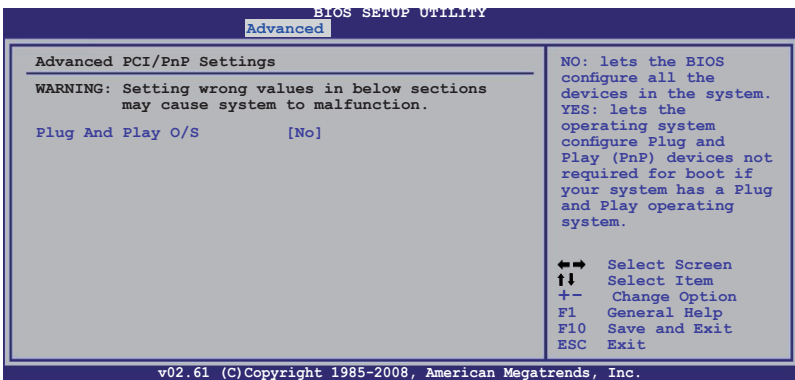 BIOS SETUP UTILITY
Advanced
Advanced PCI/PnP Settings
WARNING: Setting wrong values in below sections
may cause system to malfunction.
Plug And Play O/S [No]
NO: lets the BIOS
configure all the
devices in the system.
YES: lets the
operating system
configure Plug and
Play (PnP) devices not
required for boot if
your system has a Plug
and Play operating
system.
←→ Select Screen
↑↓ Select Item
+- Change Option
F1 General Help
F10 Save and Exit
ESC Exit
v02.61 (C)Copyright 1985-2008, American Megatrends, Inc.